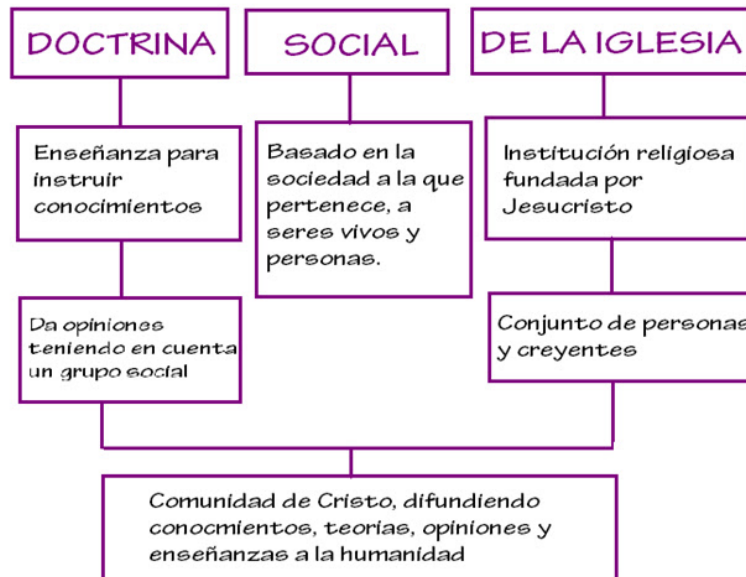 DOCTRINA
SOCIAL
DE LA IGLESIA
Enseñanza para
instruir
conocimientos
Basado en la
sociedad a la que
pertenece, a
seres vivos y
personas.
Institución religiosa
fundada por
Jesucristo
Da opiniones
teniendo en cuenta
un grupo social
Conjunto de personas
y creyentes
Comunidad de Cristo, difundiendo
conocmientos, teorías, opiniones y
enseñanzas a la humanidad